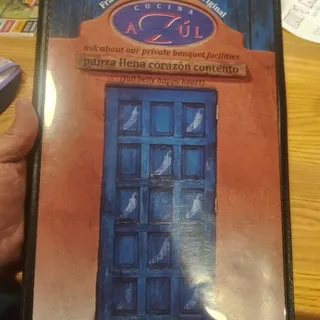 Original
COCINA
AZÚL
ask about our private banquet facilities
panza llena corazón contento
(full belly happy heart)